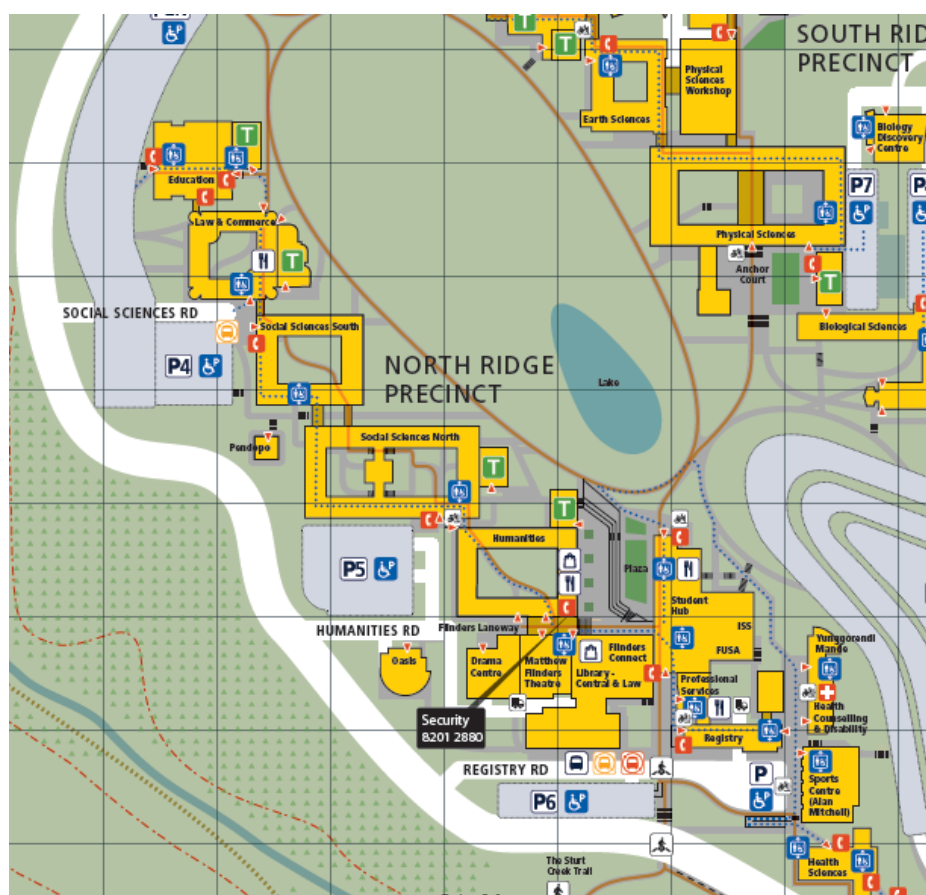 SOUTH RID
PRECINCT
T
T
Physical
Sciences
Workshop
Earth Sciences
Biology
Discovery
Centre
T
Education
P7
P
Law & Commerce
Physical Sciences
T
Anchor
Court
T
SOCIAL SCIENCES RD
Social Sciences South
Biological Sciences
P4
P
NORTH RIDGE
PRECINCT
Lake
Pendopo
Social Sciences North
T
T
Humanities
P5
P
Plaza
Student
Hub
ISS
HUMANITIES RD
Flinders Laneway
FUSA
Yunggorendi
Mande
Oasis
Drama
Centre
Matthew
Flinders
Theatre
Flinders
Connect
Library -
Central & Law
Professional
Services
Health
Counselling
& Disability
Security
8201 2880
Registry
REGISTRY RD
P
P6
P
Sports
Centre
(Alan
Mitchell)
Health
Sciences
The Sturt
Creek Trail